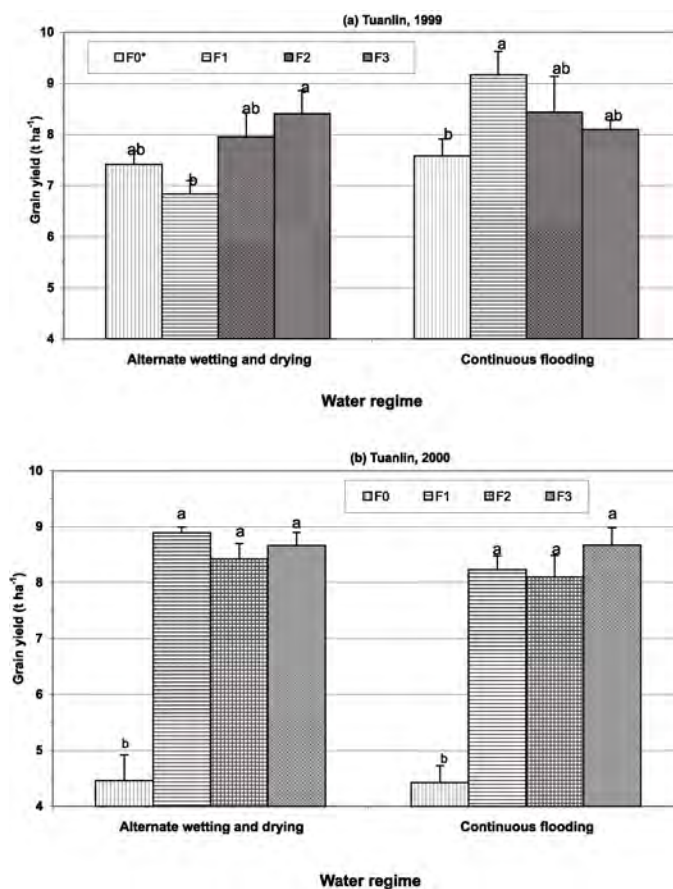 (a) Tuanlin, 1999
10
F0* F1 F2 F3
a
9
ab
a
ab
ab
ab
8
b
b
7
6
5
4
Grain yield (t ha⁻¹)
Alternate wetting and drying Continuous flooding
Water regime
(b) Tuanlin, 2000
10
F0 F1 F2 F3
9
a a a
a a a
8
7
6
5
b b
4
Grain yield (t ha⁻¹)
Alternate wetting and drying Continuous flooding
Water regime